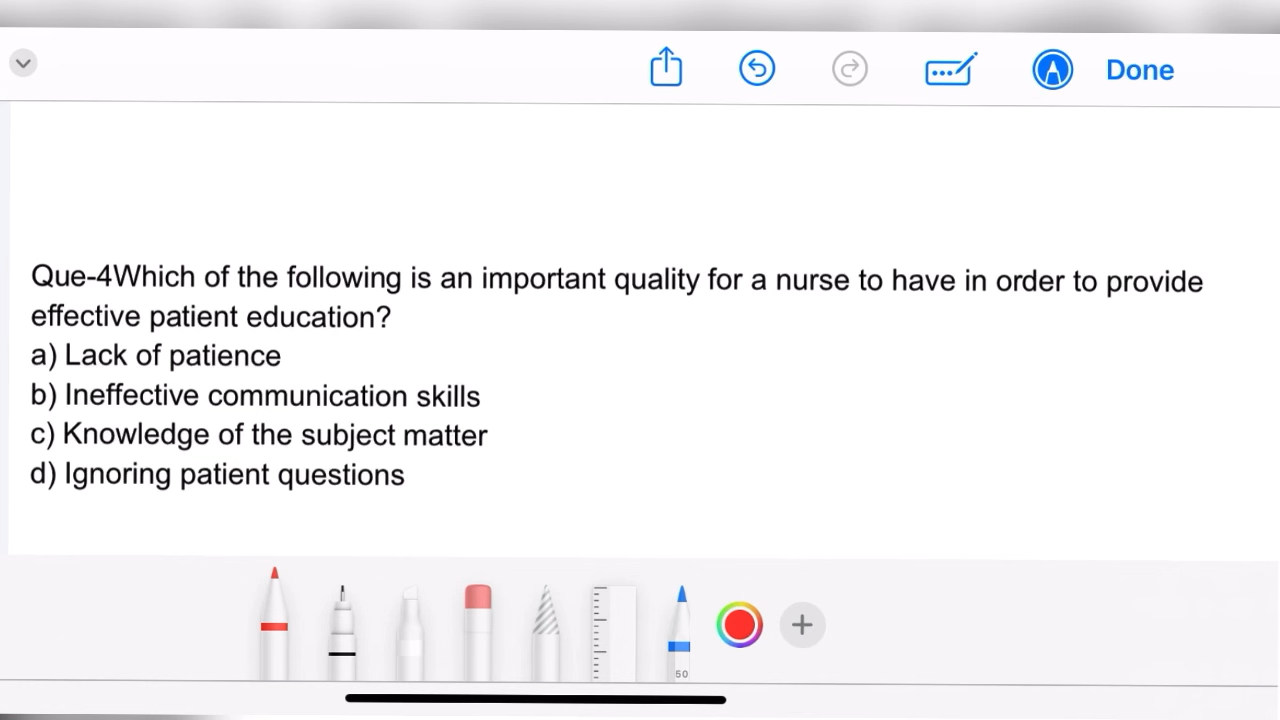 Done
Que-4Which of the following is an important quality for a nurse to have in order to provide
effective patient education?
a) Lack of patience
b) Ineffective communication skills
c) Knowledge of the subject matter
d) Ignoring patient questions
50